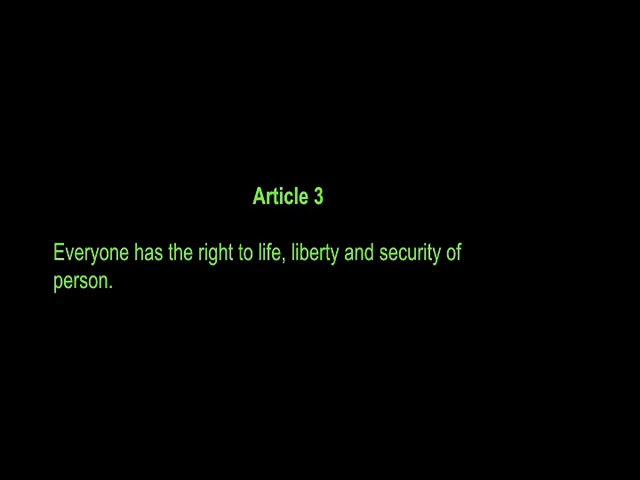 Article 3
Everyone has the right to life, liberty and security of
person.